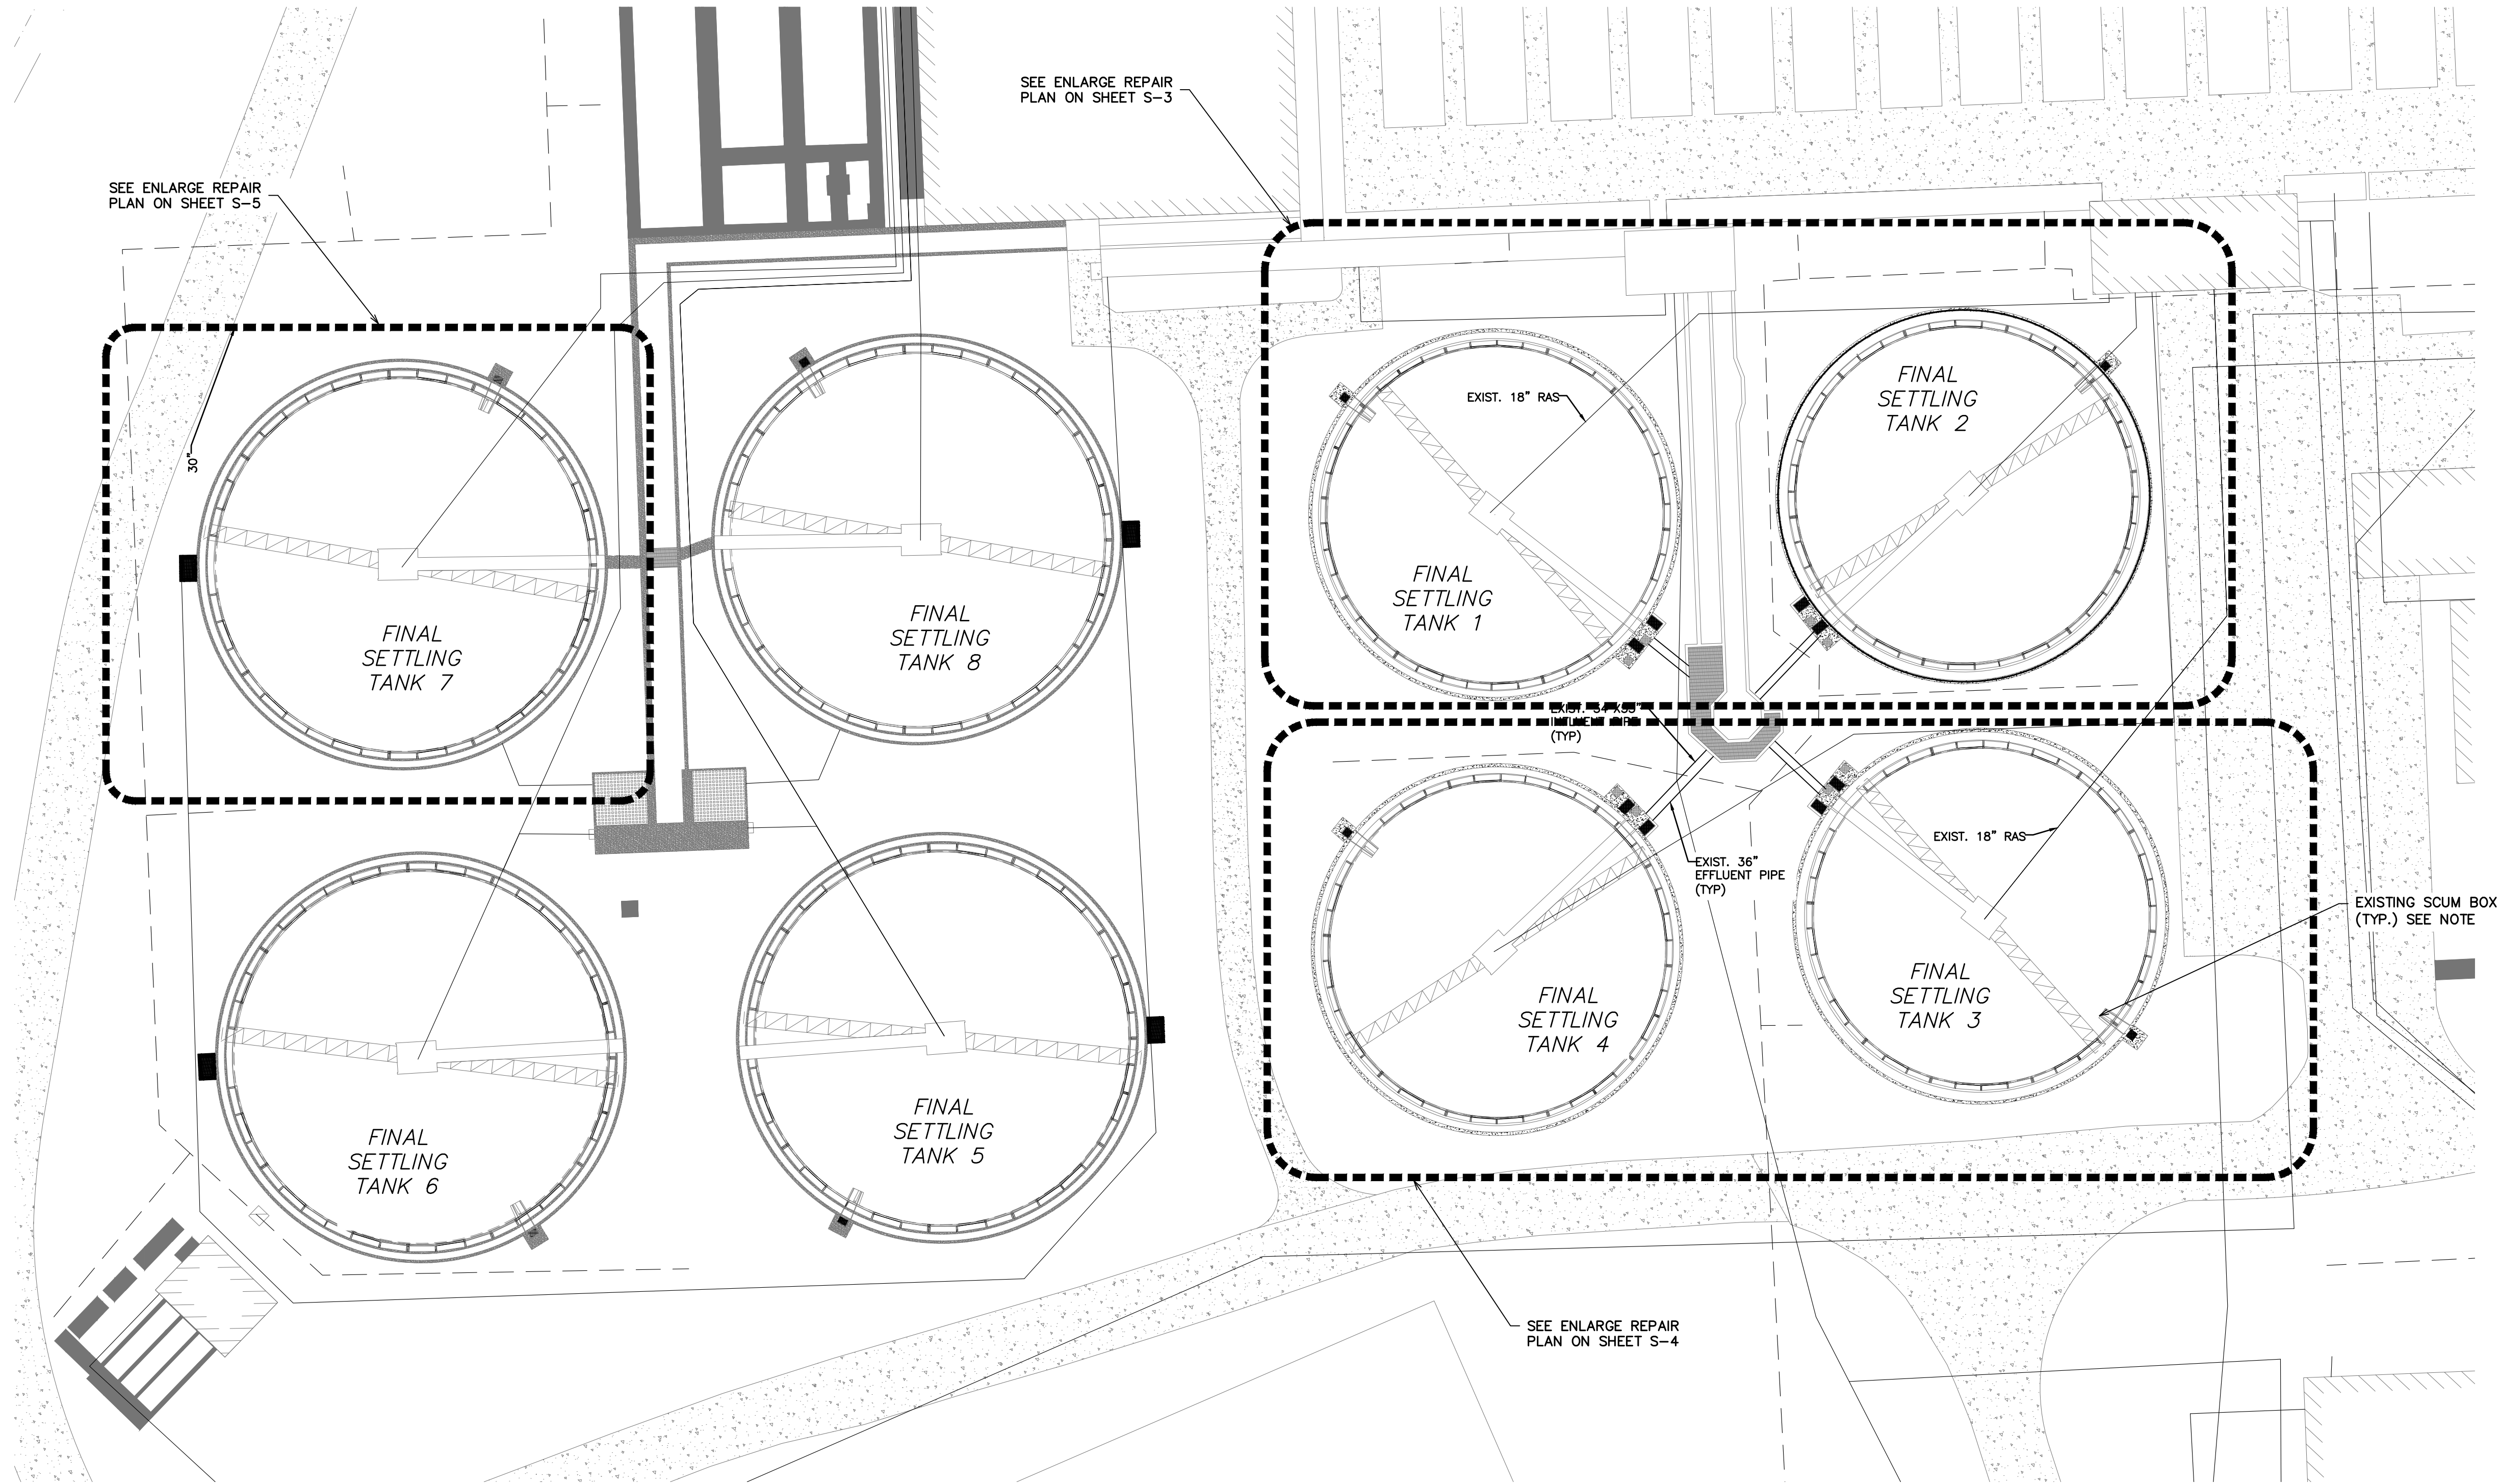 SEE ENLARGE REPAIR
PLAN ON SHEET S-3
SEE ENLARGE REPAIR
PLAN ON SHEET S-5
30"
FINAL
SETTLING
TANK 7
FINAL
SETTLING
TANK 8
EXIST. 18" RAS
FINAL
SETTLING
TANK 1
FINAL
SETTLING
TANK 2
(TYP)
EXIST. 36"
EFFLUENT PIPE
(TYP)
EXIST. 18" RAS
EXISTING SCUM BOX
(TYP.) SEE NOTE
FINAL
SETTLING
TANK 6
FINAL
SETTLING
TANK 5
FINAL
SETTLING
TANK 4
FINAL
SETTLING
TANK 3
SEE ENLARGE REPAIR
PLAN ON SHEET S-4